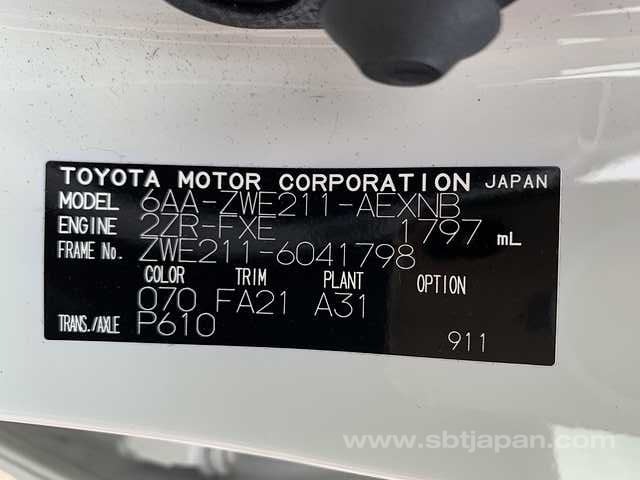 TOYOTA MOTOR CORPORATION JAPAN
MODEL 6AA-ZWE211-AEXNB
ENGINE 2ZR-FXE 1797 mL
FRAME No. ZWE211-6041798
COLOR TRIM PLANT OPTION
070 FA21 A31
TRANS./AXLE P610 911
www.sbtjapan.com